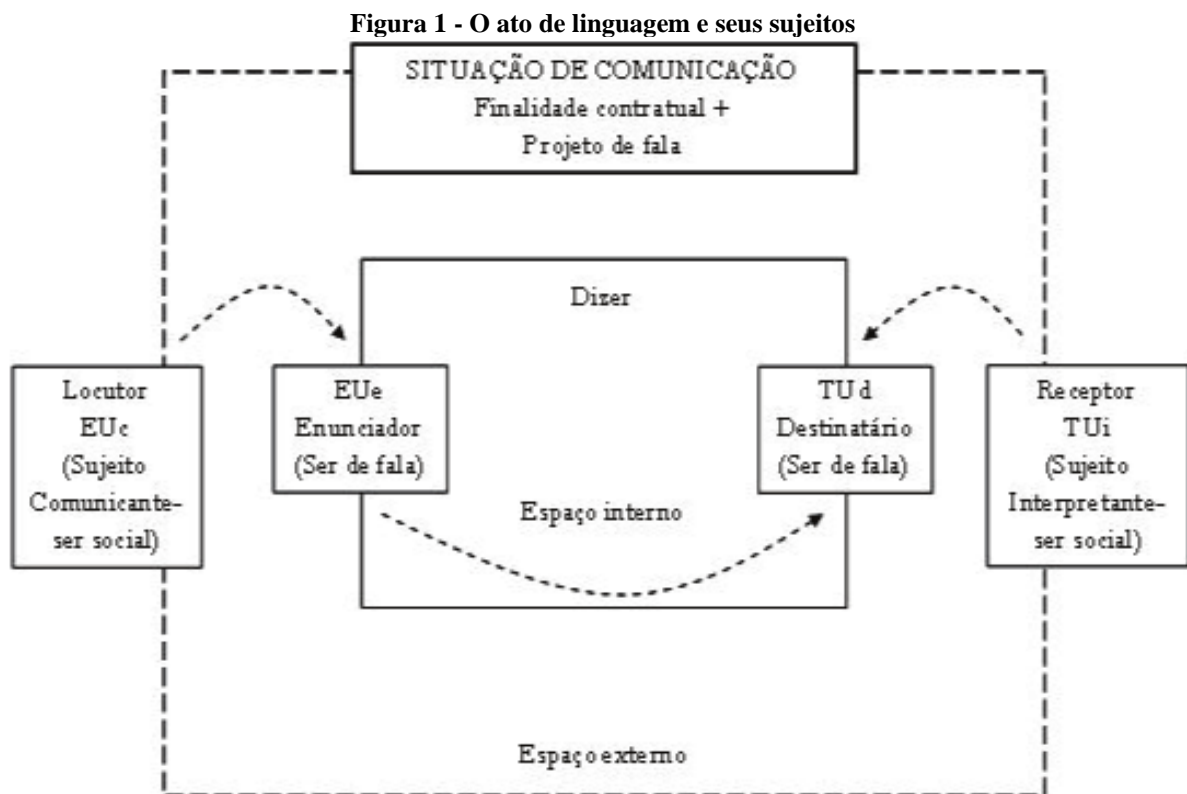 Figura 1 - O ato de linguagem e seus sujeitos
SITUAÇÃO DE COMUNICAÇÃO
Finalidade contratual +
Projeto de fala
Dizer
Locutor
EUc
(Sujeito
Comunicante-
ser social)
EUe
Enunciador
(Ser de fala)
TUd
Destinatário
(Ser de fala)
Receptor
TUi
(Sujeito
Interpretante-
ser social)
Espaço interno
Espaço externo